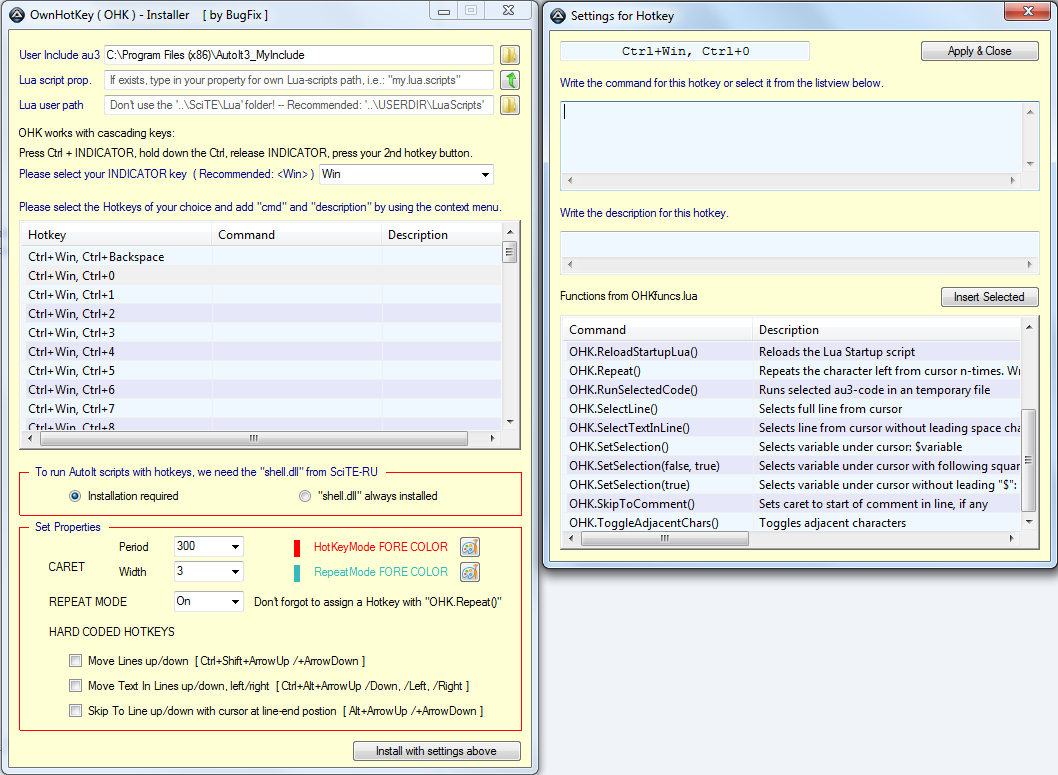 OwnHotKey ( OHK ) - Installer [ by BugFix ]
User Include au3 C:\Program Files (x86)\AutoIt3_MyInclude
Lua script prop. If exists, type in your property for own Lua-scripts path, i.e.: "my.lua.scripts"
Lua user path Don't use the '..\SciTE\Lua' folder! -- Recommended: '..\USERDIR\LuaScripts'
OHK works with cascading keys:
Press Ctrl + INDICATOR, hold down the Ctrl, release INDICATOR, press your 2nd hotkey button.
Please select your INDICATOR key ( Recommended: <Win> ) Win
Please select the Hotkeys of your choice and add "cmd" and "description" by using the context menu.
Hotkey Command Description
Ctrl+Win, Ctrl+Backspace
Ctrl+Win, Ctrl+0
Ctrl+Win, Ctrl+1
Ctrl+Win, Ctrl+2
Ctrl+Win, Ctrl+3
Ctrl+Win, Ctrl+4
Ctrl+Win, Ctrl+5
Ctrl+Win, Ctrl+6
Ctrl+Win, Ctrl+7
Ctrl+Win, Ctrl+8
To run AutoIt scripts with hotkeys, we need the "shell.dll" from SciTE-RU
Installation required "shell.dll" always installed
Set Properties
Period 300 HotKeyMode FORE COLOR
CARET
Width 3 RepeatMode FORE COLOR
REPEAT MODE On Don't forgot to assign a Hotkey with "OHK.Repeat()"
HARD CODED HOTKEYS
Move Lines up/down [ Ctrl+Shift+ArrowUp /+ArrowDown ]
Move Text In Lines up/down, left/right [ Ctrl+Alt+ArrowUp /Down, /Left, /Right ]
Skip To Line up/down with cursor at line-end postion [ Alt+ArrowUp /+ArrowDown ]
Install with settings above
Settings for Hotkey
Ctrl+Win, Ctrl+0 Apply & Close
Write the command for this hotkey or select it from the listview below.
Write the description for this hotkey.
Functions from OHKfuncs.lua Insert Selected
Command Description
OHK.ReloadStartupLua() Reloads the Lua Startup script
OHK.Repeat() Repeats the character left from cursor n-times. Wr
OHK.RunSelectedCode() Runs selected au3-code in an temporary file
OHK.SelectLine() Selects full line from cursor
OHK.SelectTextInLine() Selects line from cursor without leading space cha
OHK.SetSelection() Selects variable under cursor: $variable
OHK.SetSelection(false, true) Selects variable under cursor with following squar
OHK.SetSelection(true) Selects variable under cursor without leading "$":
OHK.SkipToComment() Sets caret to start of comment in line, if any
OHK.ToggleAdjacentChars() Toggles adjacent characters